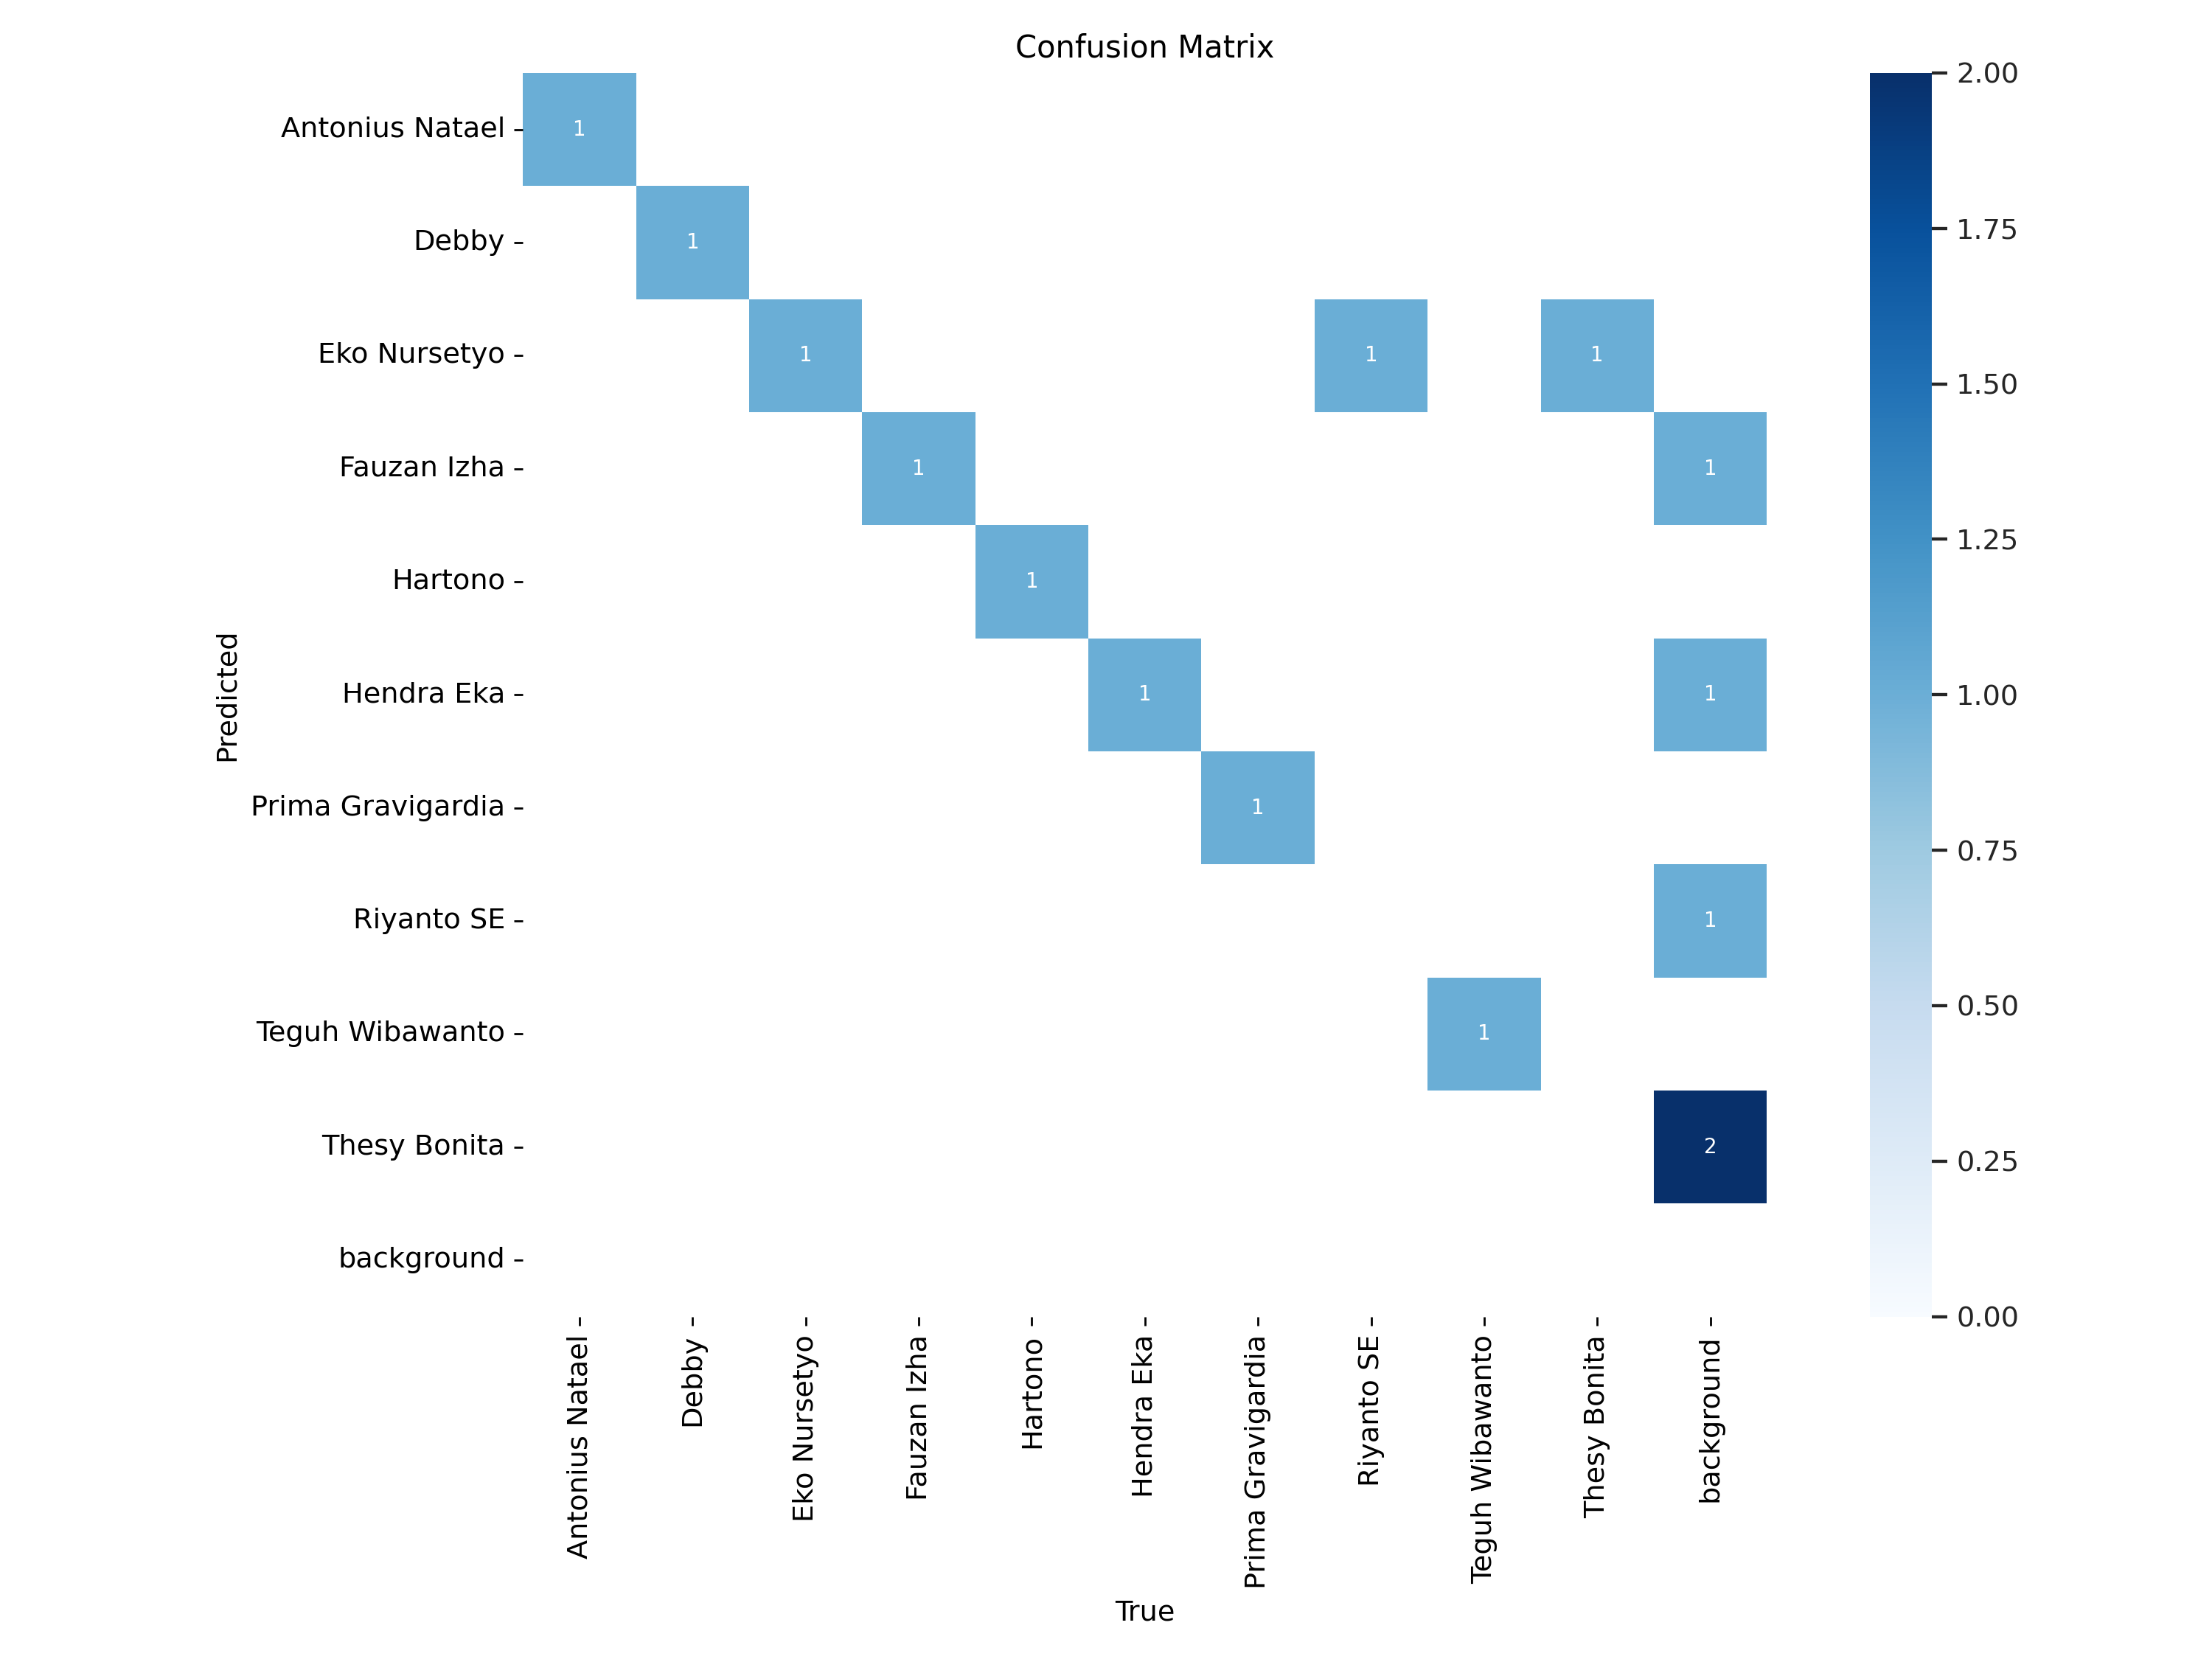 Confusion Matrix
Antonius Natael
1
Debby
1
Eko Nursetyo
1
1
1
Fauzan Izha
1
1
Hartono
1
Hendra Eka
1
1
Prima Gravigardia
1
Riyanto SE
1
Teguh Wibawanto
1
Thesy Bonita
2
background
Predicted
Antonius Natael
Debby
Eko Nursetyo
Fauzan Izha
Hartono
Hendra Eka
Prima Gravigardia
Riyanto SE
Teguh Wibawanto
Thesy Bonita
background
True
2.00
1.75
1.50
1.25
1.00
0.75
0.50
0.25
0.00